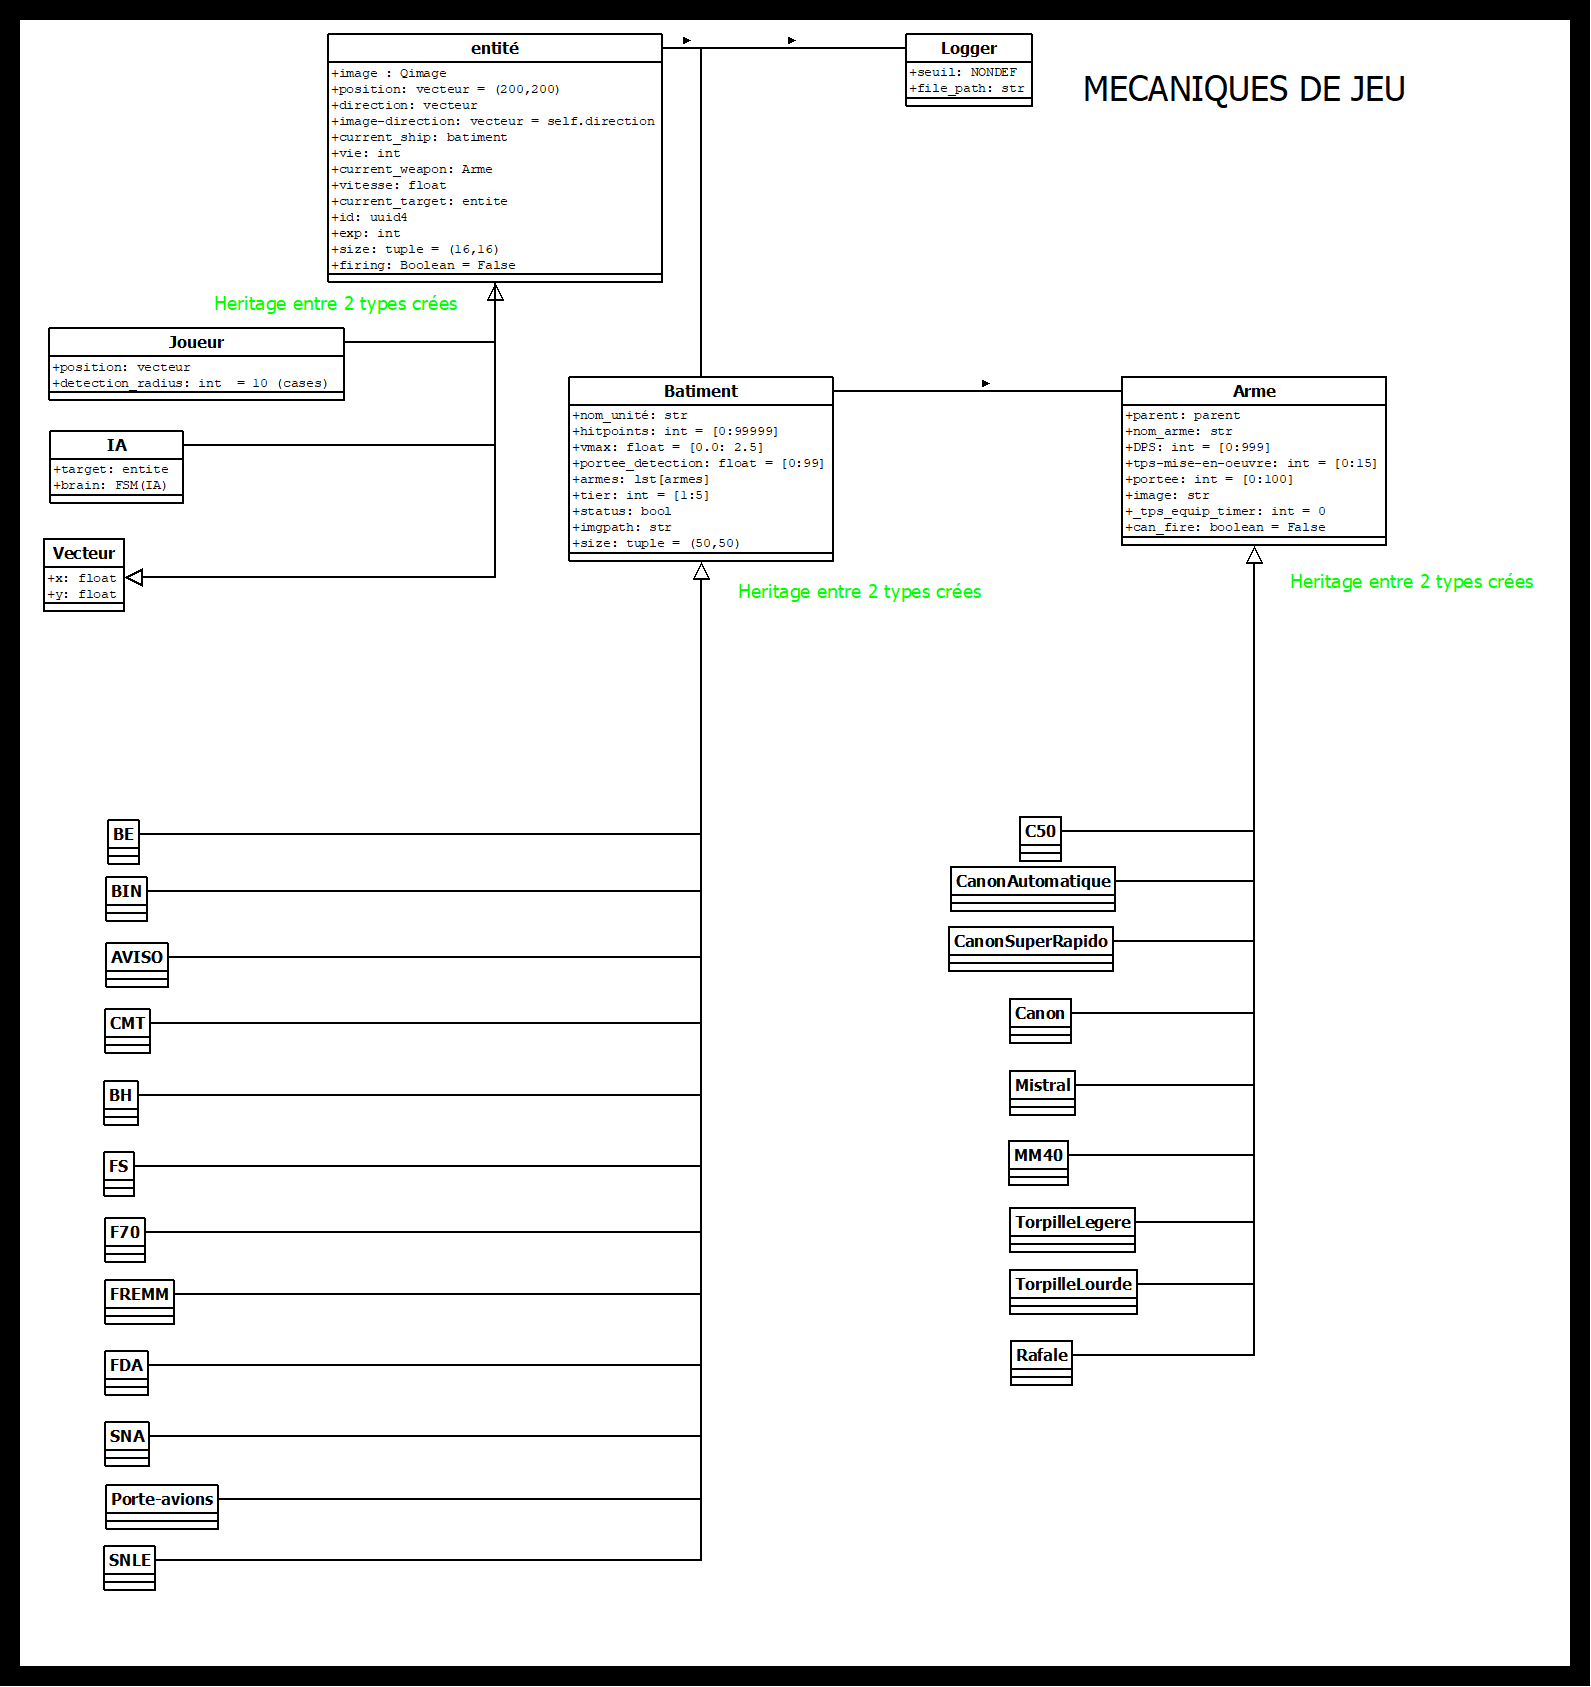 entité
+image : Qimage
+position: vecteur = (200,200)
+direction: vecteur
+image-direction: vecteur = self.direction
+current_ship: batiment
+vie: int
+current_weapon: Arme
+vitesse: float
+current_target: entite
+id: uuid4
+exp: int
+size: tuple = (16,16)
+firing: Boolean = False
Logger
+seuil: NONDEF
+file_path: str
MECANIQUES DE JEU
Heritage entre 2 types crées
Joueur
+position: vecteur
+detection_radius: int  = 10 (cases)
IA
+target: entite
+brain: FSM(IA)
Vecteur
+x: float
+y: float
Batiment
+nom_unité: str
+hitpoints: int = [0:99999]
+vmax: float = [0.0: 2.5]
+portee_detection: float = [0:99]
+armes: lst[armes]
+tier: int = [1:5]
+status: bool
+imgpath: str
+size: tuple = (50,50)
Heritage entre 2 types crées
Arme
+parent: parent
+nom_arme: str
+DPS: int = [0:999]
+tps-mise-en-oeuvre: int = [0:15]
+portee: int = [0:100]
+image: str
+_tps_equip_timer: int = 0
+can_fire: boolean = False
Heritage entre 2 types crées
BE
BIN
AVISO
CMT
BH
FS
F70
FREMM
FDA
SNA
Porte-avions
SNLE
C50
CanonAutomatique
CanonSuperRapido
Canon
Mistral
MM40
TorpilleLegere
TorpilleLourde
Rafale